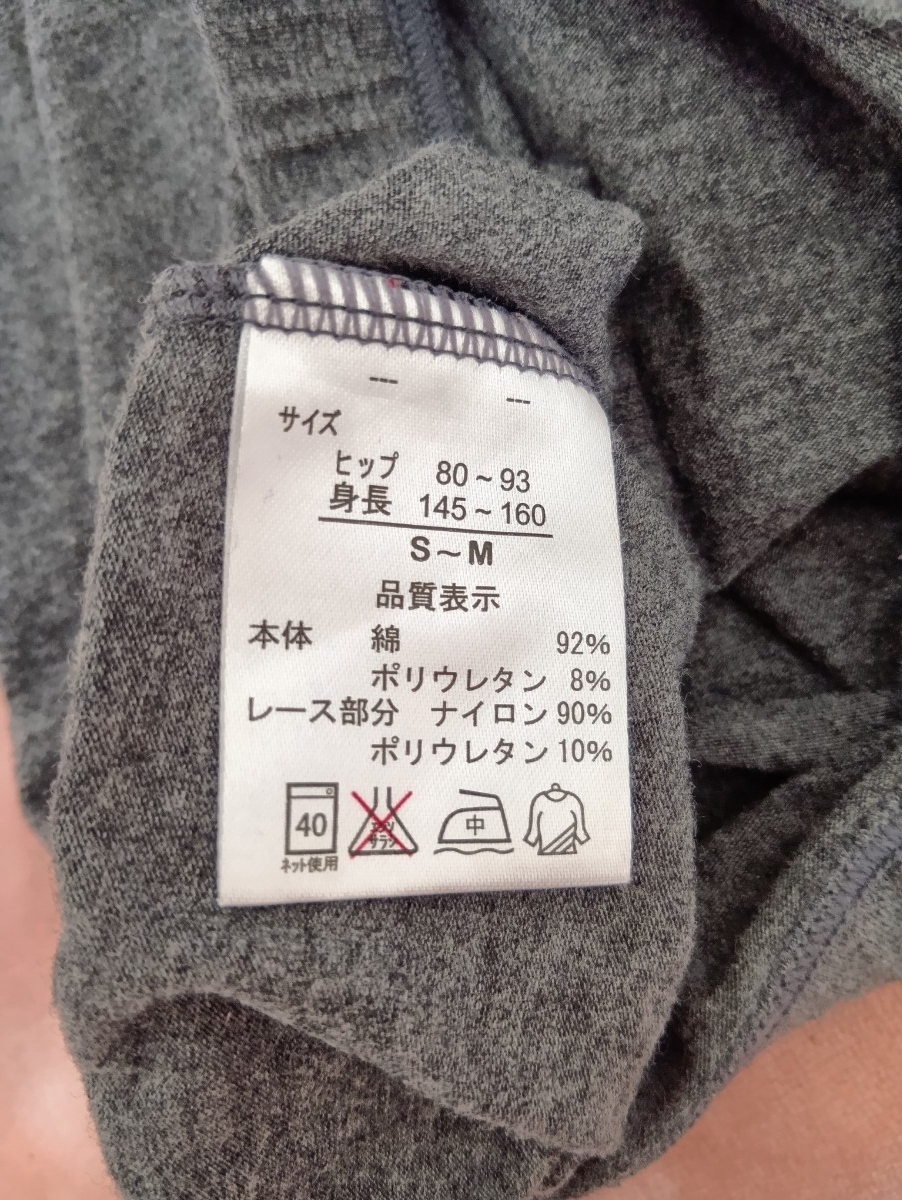 サイズ
ヒップ 80～93
身長 145～160
S～M
品質表示
本体 綿 92%
ポリウレタン 8%
レース部分 ナイロン 90%
ポリウレタン 10%
40 中
ネット使用